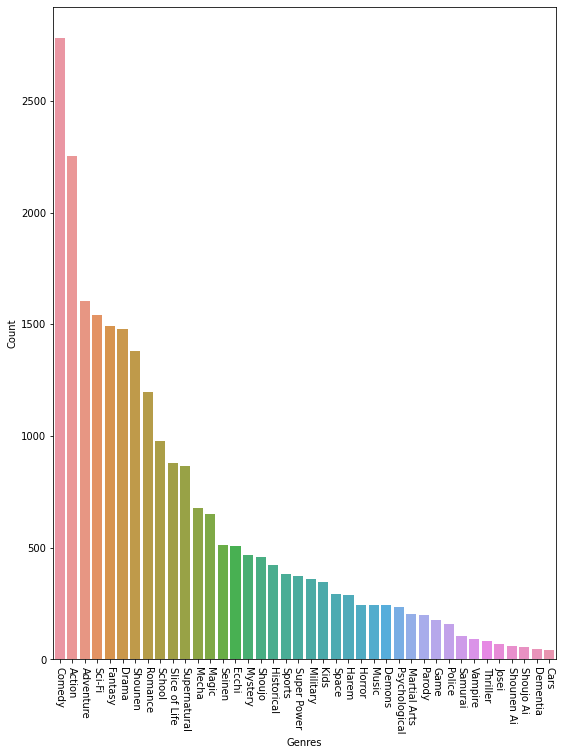 2500
2000
1500
1000
500
0
Count
Comedy
Action
Adventure
Sci-Fi
Fantasy
Drama
Shounen
Romance
School
Slice of Life
Supernatural
Mecha
Magic
Seinen
Ecchi
Mystery
Shoujo
Historical
Sports
Super Power
Military
Kids
Space
Harem
Horror
Music
Demons
Psychological
Martial Arts
Parody
Game
Police
Samurai
Vampire
Thriller
Josei
Shounen Ai
Shoujo Ai
Dementia
Cars
Genres